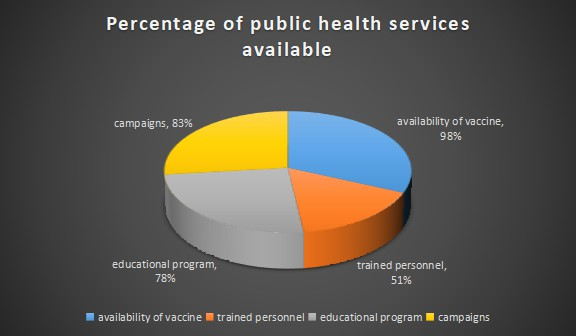 Percentage of public health services
available
campaigns, 83%
availability of vaccine,
98%
educational program,
78%
trained personnel,
51%
availability of vaccine trained personnel educational program campaigns